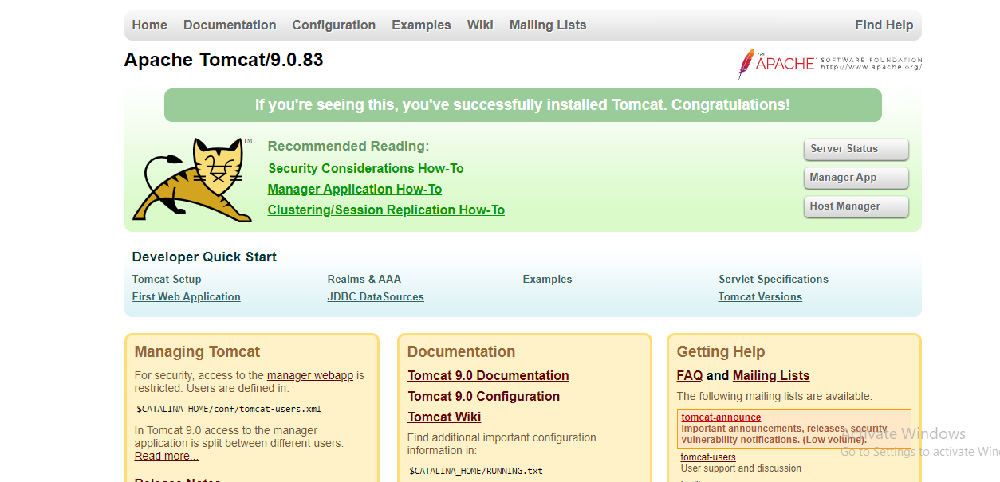 Home Documentation Configuration Examples Wiki Mailing Lists Find Help
Apache Tomcat/9.0.83
THE APACHE SOFTWARE FOUNDATION
http://www.apache.org/
If you're seeing this, you've successfully installed Tomcat. Congratulations!
TM
Recommended Reading:
Security Considerations How-To
Manager Application How-To
Clustering/Session Replication How-To
Server Status
Manager App
Host Manager
Developer Quick Start
Tomcat Setup
First Web Application
Realms & AAA
JDBC DataSources
Examples
Servlet Specifications
Tomcat Versions
Managing Tomcat
For security, access to the manager webapp is
restricted. Users are defined in:
$CATALINA_HOME/conf/tomcat-users.xml
In Tomcat 9.0 access to the manager
application is split between different users.
Read more...
Release Notes
Documentation
Tomcat 9.0 Documentation
Tomcat 9.0 Configuration
Tomcat Wiki
Find additional important configuration
information in:
$CATALINA_HOME/RUNNING.txt
Getting Help
FAQ and Mailing Lists
The following mailing lists are available:
tomcat-announce
Important announcements, releases, security
vulnerability notifications. (Low volume).
tomcat-users
User support and discussion
Activate Windows
Go to Settings to activate Win